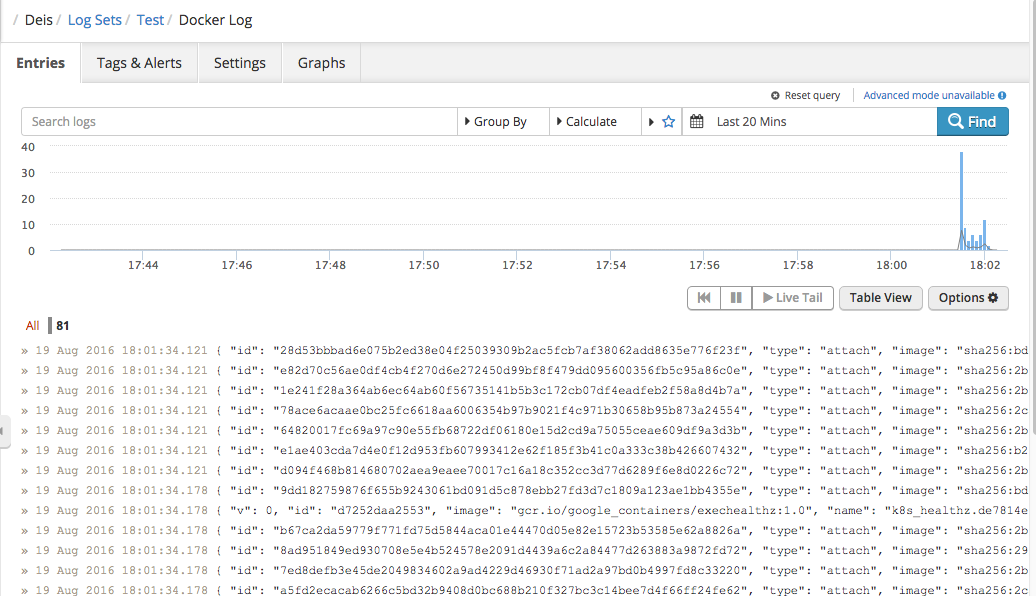 / Deis / Log Sets / Test / Docker Log
Entries Tags & Alerts Settings Graphs
Reset query Advanced mode unavailable
Search logs Group By Calculate Last 20 Mins Find
40
30
20
10
0
17:44 17:46 17:48 17:50 17:52 17:54 17:56 17:58 18:00 18:02
Live Tail Table View Options
All 81
» 19 Aug 2016 18:01:34.121 { "id": "28d53bbbad6e075b2ed38e04f25039309b2ac5fcb7af38062add8635e776f23f", "type": "attach", "image": "sha256:bd
» 19 Aug 2016 18:01:34.121 { "id": "e82d70c56ae0df4cb4f270d6e272450d99bf8f479dd095600356fb5c95a86c0e", "type": "attach", "image": "sha256:2b
» 19 Aug 2016 18:01:34.121 { "id": "1e241f28a364ab6ec64ab60f56735141b5b3c172cb07df4eadfeb2f58a8d4b7a", "type": "attach", "image": "sha256:2b
» 19 Aug 2016 18:01:34.121 { "id": "78ace6acaae0bc25fc6618aa6006354b97b9021f4c971b30658b95b873a24554", "type": "attach", "image": "sha256:2c
» 19 Aug 2016 18:01:34.121 { "id": "64820017fc69a97c90e55fb68722df06180e15d2cd9a75055ceae609df9a3d3b", "type": "attach", "image": "sha256:2b
» 19 Aug 2016 18:01:34.121 { "id": "e1ae403cda7d4e0f12d953fb607993412e62f185f3b41c0a333c38b426607432", "type": "attach", "image": "sha256:b2
» 19 Aug 2016 18:01:34.121 { "id": "d094f468b814680702aea9eaee70017c16a18c352cc3d77d6289f6e8d0226c72", "type": "attach", "image": "sha256:2b
» 19 Aug 2016 18:01:34.178 { "id": "9dd182759876f655b9243061bd091d5c878ebb27fd3d7c1809a123ae1bb4355e", "type": "attach", "image": "sha256:bd
» 19 Aug 2016 18:01:34.178 { "v": 0, "id": "d7252daa2553", "image": "gcr.io/google_containers/exechealthz:1.0", "name": "k8s_healthz.de7814e
» 19 Aug 2016 18:01:34.178 { "id": "b67ca2da59779f771fd75d5844aca01e44470d05e82e15723b53585e62a8826a", "type": "attach", "image": "sha256:2b
» 19 Aug 2016 18:01:34.178 { "id": "8ad951849ed930708e5e4b524578e2091d4439a6c2a84477d263883a9872fd72", "type": "attach", "image": "sha256:29
» 19 Aug 2016 18:01:34.178 { "id": "7ed8defb3e45de2049834602a9ad4229d46930f71ad2a97bd0b4997fd8c33220", "type": "attach", "image": "sha256:2b
» 19 Aug 2016 18:01:34.178 { "id": "a5fd2ecacab6266c5bd32b9408d0bc688b210f327bc3c14bee7d4f66ff24fe62", "type": "attach", "image": "sha256:2c